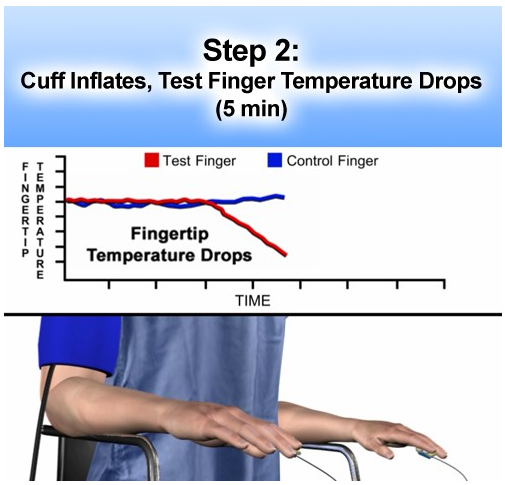 Step 2:
Cuff Inflates, Test Finger Temperature Drops
(5 min)
Test Finger
Control Finger
FINGERTIP
TEMPERATURE
Fingertip
Temperature Drops
TIME